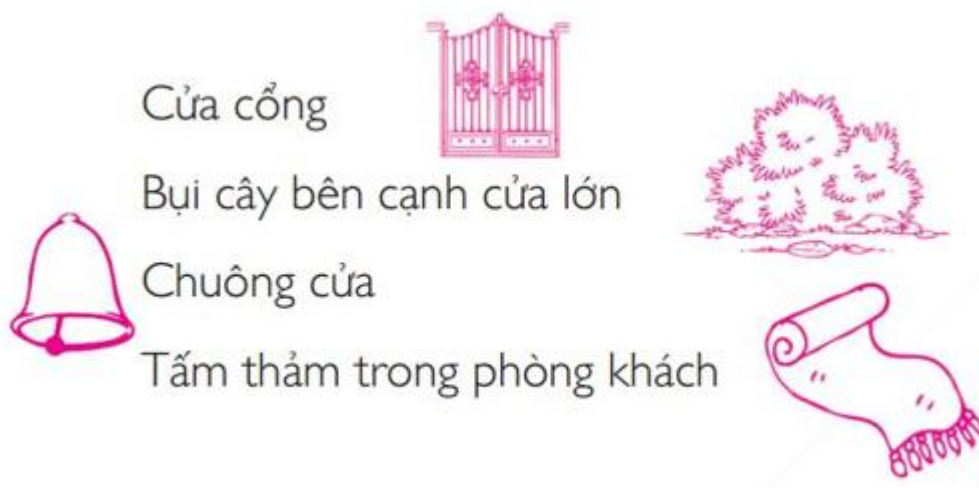 Cửa cổng
Bụi cây bên cạnh cửa lớn
Chuông cửa
Tấm thảm trong phòng khách